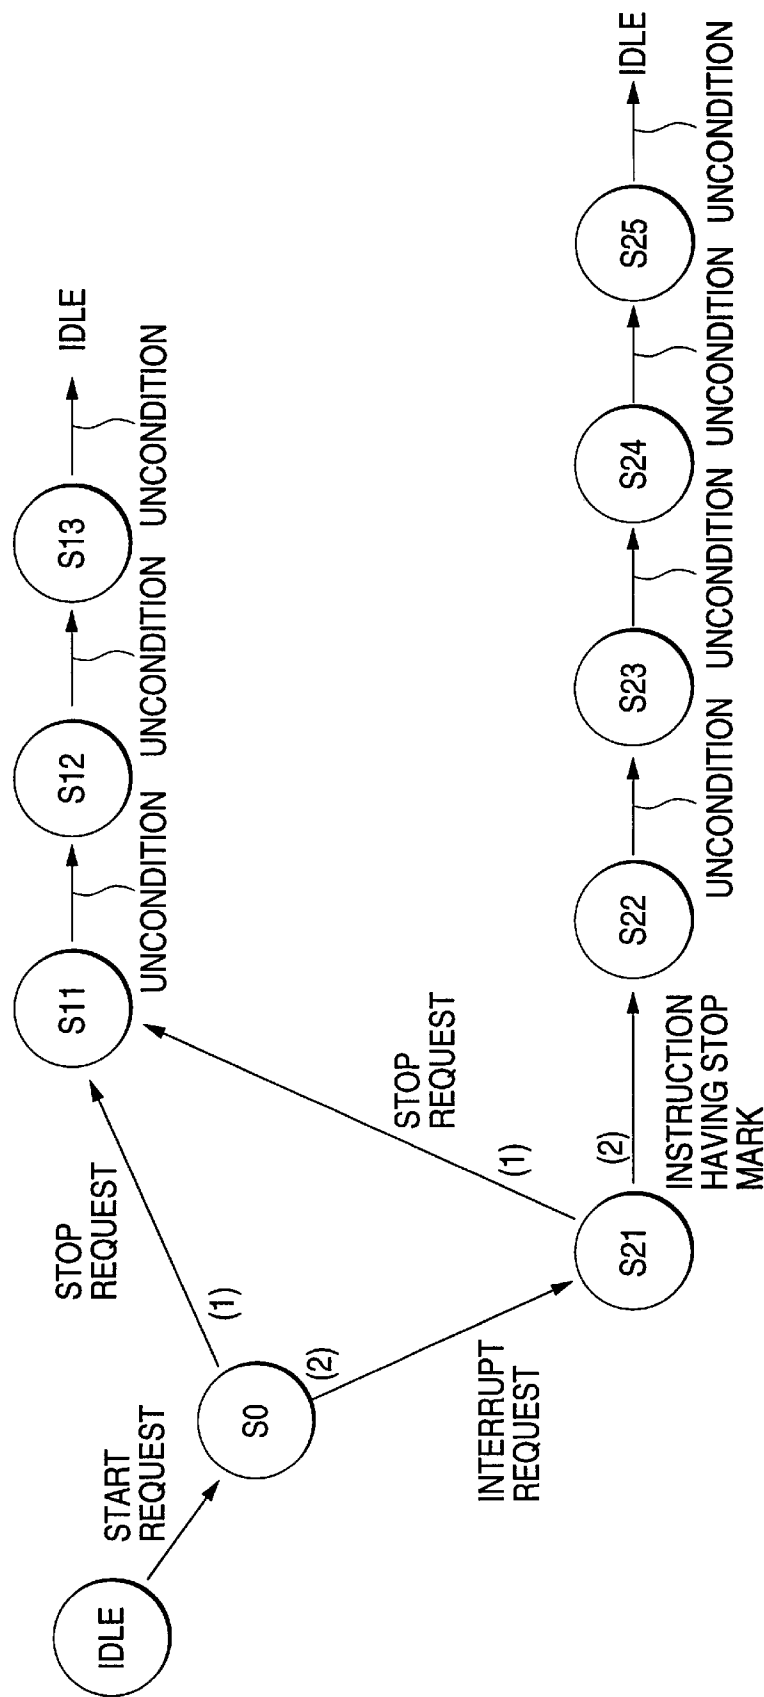 IDLE
START
REQUEST
S0
(1)
STOP
REQUEST
S11
UNCONDITION
S12
UNCONDITION
S13
UNCONDITION
IDLE
(2)
INTERRUPT
REQUEST
S21
(1)
STOP
REQUEST
(2)
INSTRUCTION
HAVING STOP
MARK
S22
UNCONDITION
S23
UNCONDITION
S24
UNCONDITION
S25
UNCONDITION
IDLE